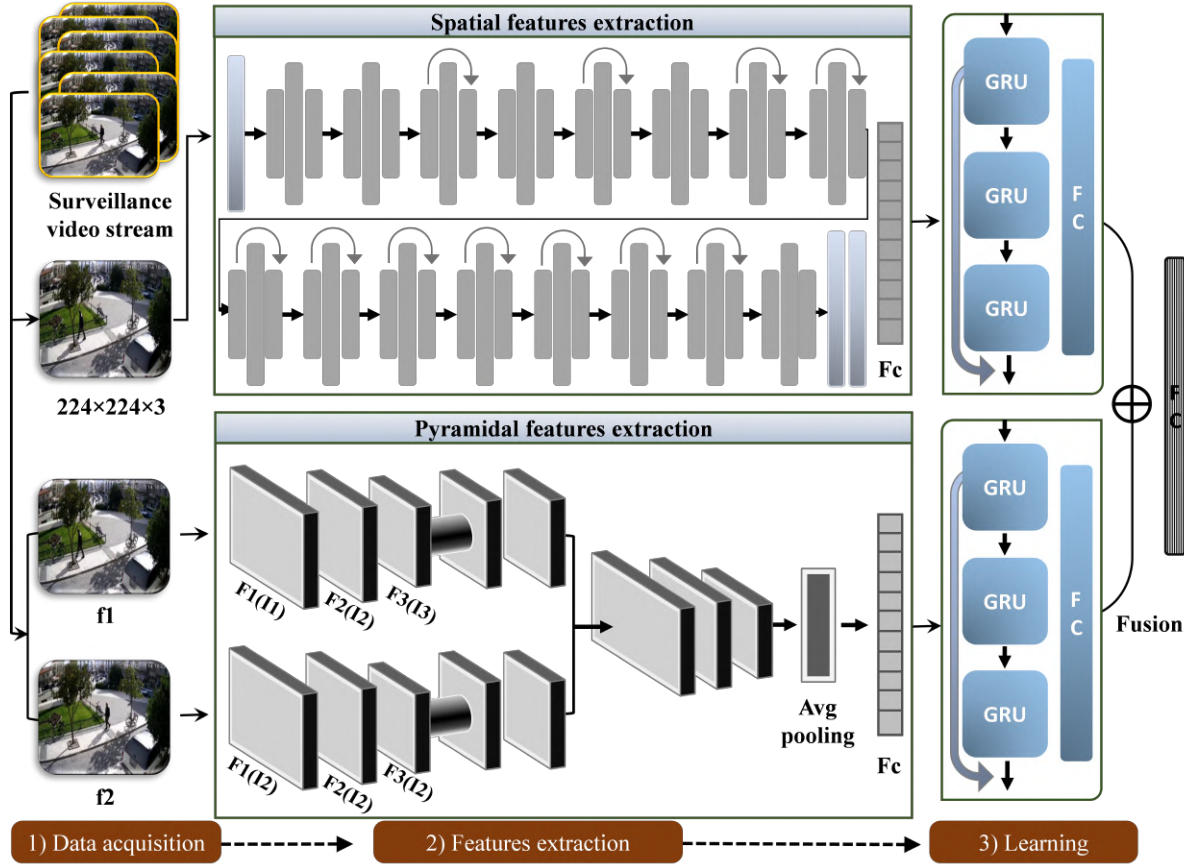 Spatial features extraction
Surveillance
video stream
224×224×3
Fc
GRU
GRU
GRU
F
C
Pyramidal features extraction
f1
f2
F1(I1)
F2(I2)
F3(I3)
F1(I2)
F2(I2)
F3(I2)
Avg
pooling
Fc
GRU
GRU
GRU
F
C
Fusion
F
C
1) Data acquisition
2) Features extraction
3) Learning